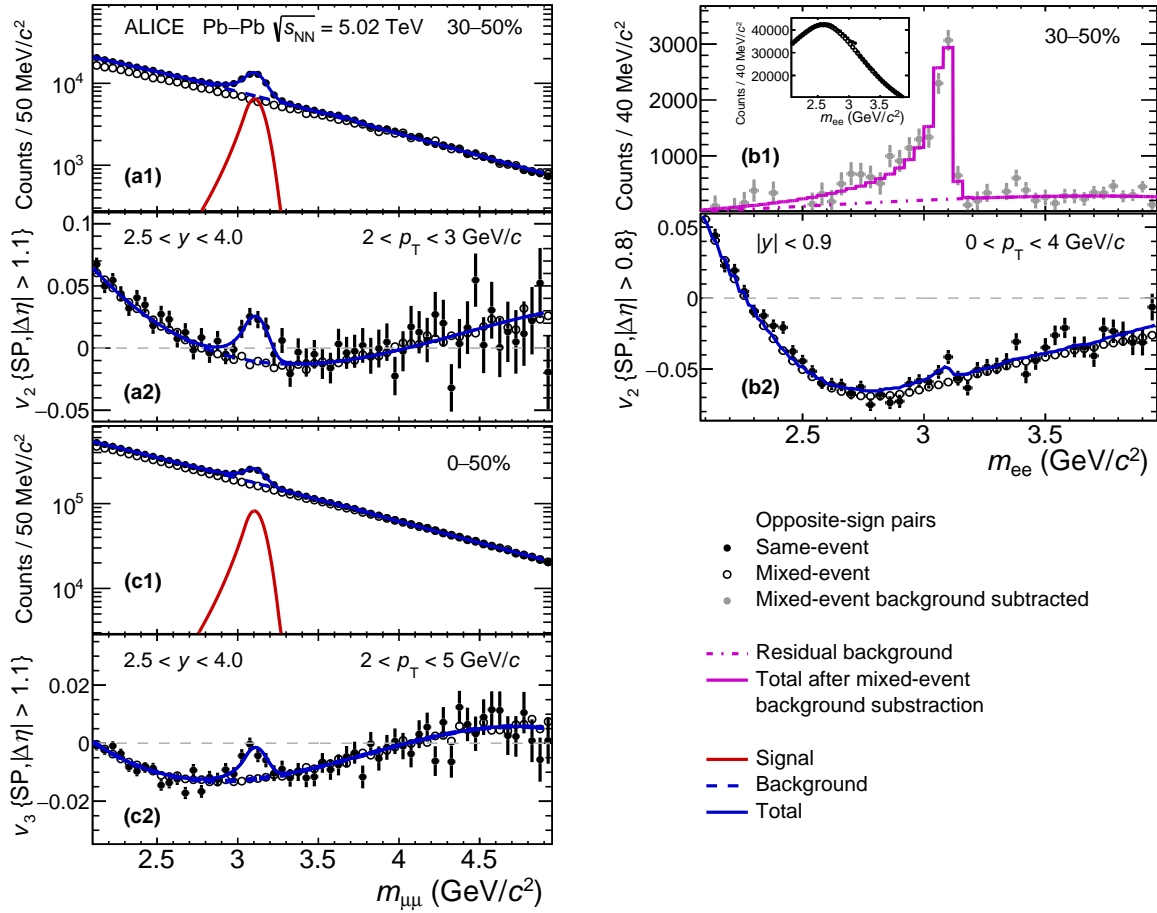 ALICE Pb–Pb √sNN = 5.02 TeV 30–50%
Counts / 50 MeV/c²
10⁴
10³
(a1)
v₂ {SP,|Δη| > 1.1}
2.5 < y < 4.0 2 < pT < 3 GeV/c
0.1
0.05
0
−0.05
(a2)
Counts / 50 MeV/c²
0–50%
10⁵
10⁴
(c1)
v₃ {SP,|Δη| > 1.1}
2.5 < y < 4.0 2 < pT < 5 GeV/c
0.02
0
−0.02
(c2)
2.5 3 3.5 4 4.5
mμμ (GeV/c²)
Counts / 40 MeV/c²
3000
2000
1000
30–50%
(b1)
Counts / 40 MeV/c²
40000
30000
20000
2.5 3.0 3.5
mee (GeV/c²)
v₂ {SP,|Δη| > 0.8}
|y| < 0.9 0 < pT < 4 GeV/c
0.05
0
−0.05
(b2)
2.5 3 3.5
mee (GeV/c²)
Opposite-sign pairs
Same-event
Mixed-event
Mixed-event background subtracted
Residual background
Total after mixed-event
background substraction
Signal
Background
Total